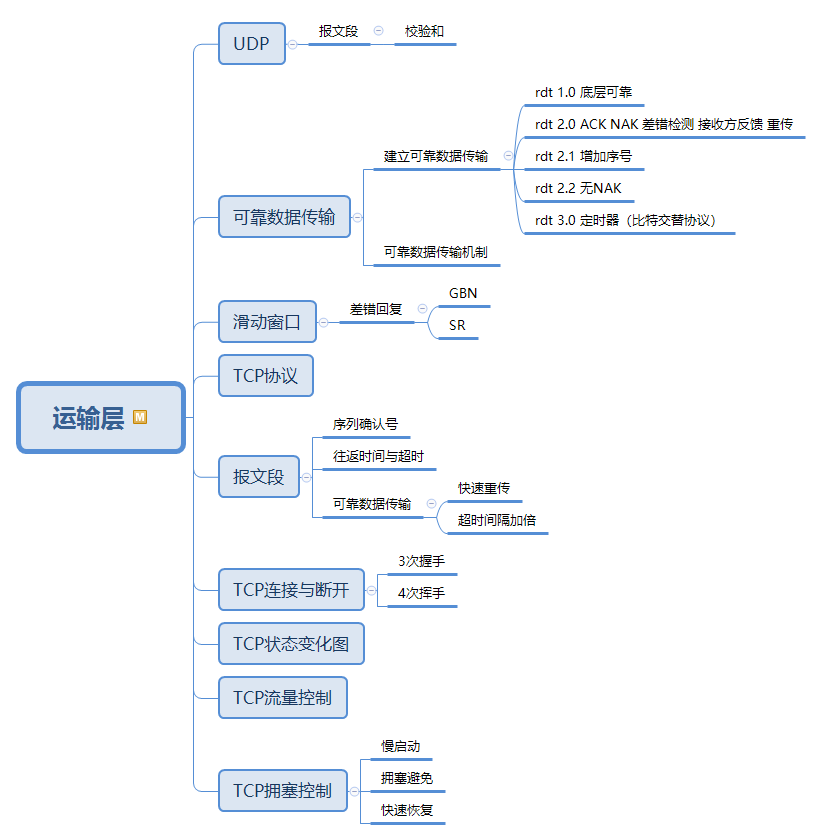 运输层 M
UDP
报文段
校验和
可靠数据传输
建立可靠数据传输
rdt 1.0 底层可靠
rdt 2.0 ACK NAK 差错检测 接收方反馈 重传
rdt 2.1 增加序号
rdt 2.2 无NAK
rdt 3.0 定时器（比特交替协议）
可靠数据传输机制
滑动窗口
差错回复
GBN
SR
TCP协议
报文段
序列确认号
往返时间与超时
可靠数据传输
快速重传
超时间隔加倍
TCP连接与断开
3次握手
4次挥手
TCP状态变化图
TCP流量控制
TCP拥塞控制
慢启动
拥塞避免
快速恢复